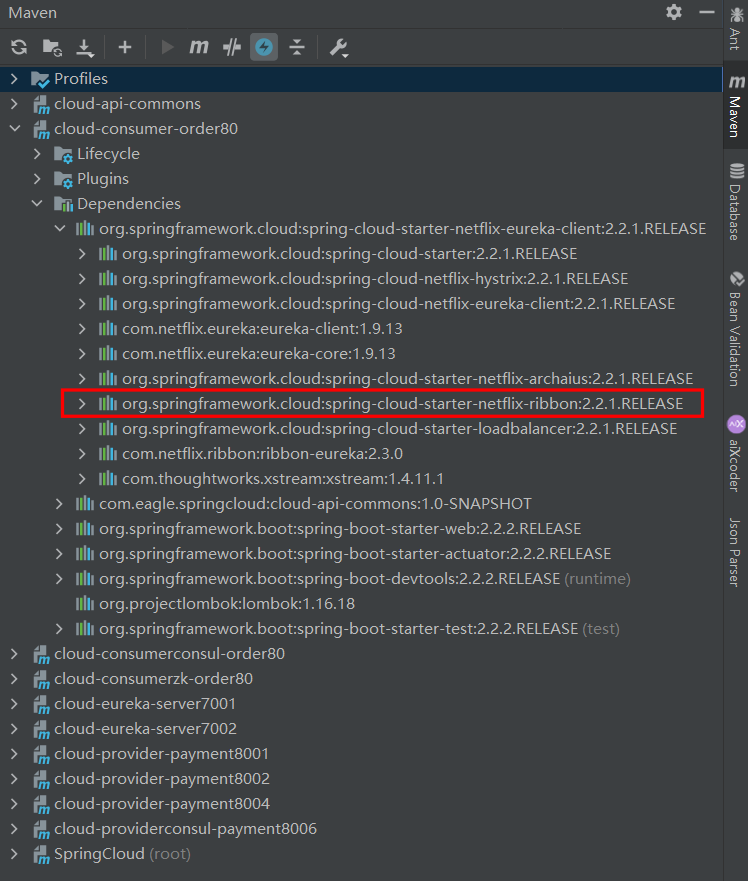 Maven
Profiles
cloud-api-commons
cloud-consumer-order80
Lifecycle
Plugins
Dependencies
org.springframework.cloud:spring-cloud-starter-netflix-eureka-client:2.2.1.RELEASE
org.springframework.cloud:spring-cloud-starter:2.2.1.RELEASE
org.springframework.cloud:spring-cloud-netflix-hystrix:2.2.1.RELEASE
org.springframework.cloud:spring-cloud-netflix-eureka-client:2.2.1.RELEASE
com.netflix.eureka:eureka-client:1.9.13
com.netflix.eureka:eureka-core:1.9.13
org.springframework.cloud:spring-cloud-starter-netflix-archaius:2.2.1.RELEASE
org.springframework.cloud:spring-cloud-starter-netflix-ribbon:2.2.1.RELEASE
org.springframework.cloud:spring-cloud-starter-loadbalancer:2.2.1.RELEASE
com.netflix.ribbon:ribbon-eureka:2.3.0
com.thoughtworks.xstream:xstream:1.4.11.1
com.eagle.springcloud:cloud-api-commons:1.0-SNAPSHOT
org.springframework.boot:spring-boot-starter-web:2.2.2.RELEASE
org.springframework.boot:spring-boot-starter-actuator:2.2.2.RELEASE
org.springframework.boot:spring-boot-devtools:2.2.2.RELEASE (runtime)
org.projectlombok:lombok:1.16.18
org.springframework.boot:spring-boot-starter-test:2.2.2.RELEASE (test)
cloud-consumerconsul-order80
cloud-consumerzk-order80
cloud-eureka-server7001
cloud-eureka-server7002
cloud-provider-payment8001
cloud-provider-payment8002
cloud-provider-payment8004
cloud-providerconsul-payment8006
SpringCloud (root)
Ant
Maven
Database
Bean Validation
aiXcoder
Json Parser